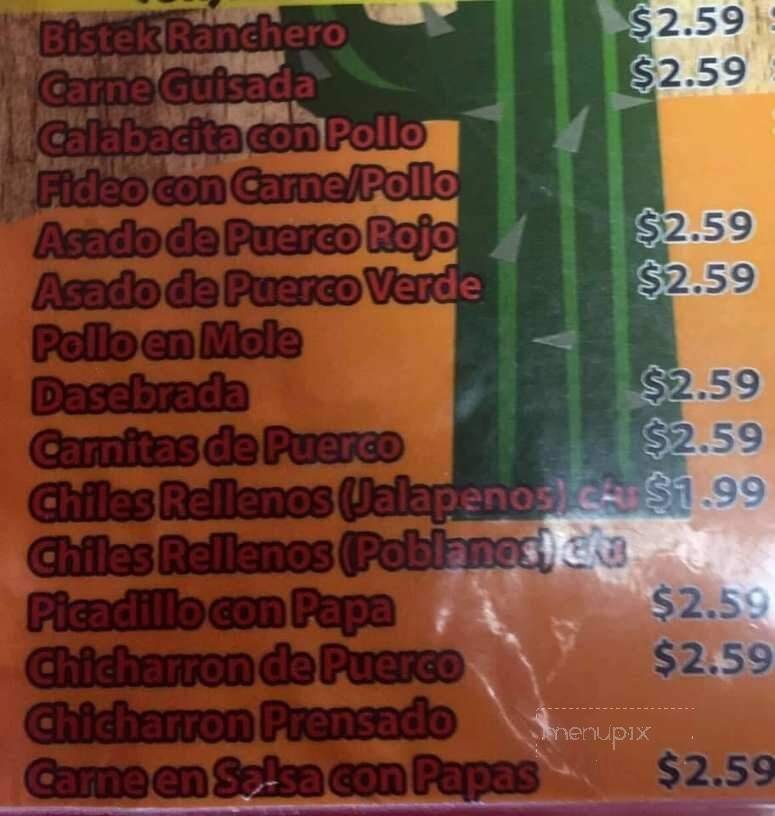 Bistek Ranchero $2.59
Carne Guisada $2.59
Calabacita con Pollo
Fideo con Carne/Pollo
Asado de Puerco Rojo $2.59
Asado de Puerco Verde $2.59
Pollo en Mole
Dasebrada $2.59
Carnitas de Puerco $2.59
Chiles Rellenos (Jalapenos) c/u $1.99
Chiles Rellenos (Poblanos) c/u
Picadillo con Papa $2.59
Chicharron de Puerco $2.59
Chicharron Prensado
menupix
Carne en Salsa con Papas $2.59